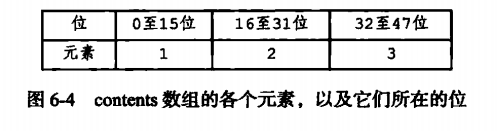 位 0至15位 16至31位 32至47位
元素 1 2 3
图 6-4 contents 数组的各个元素，以及它们所在的位